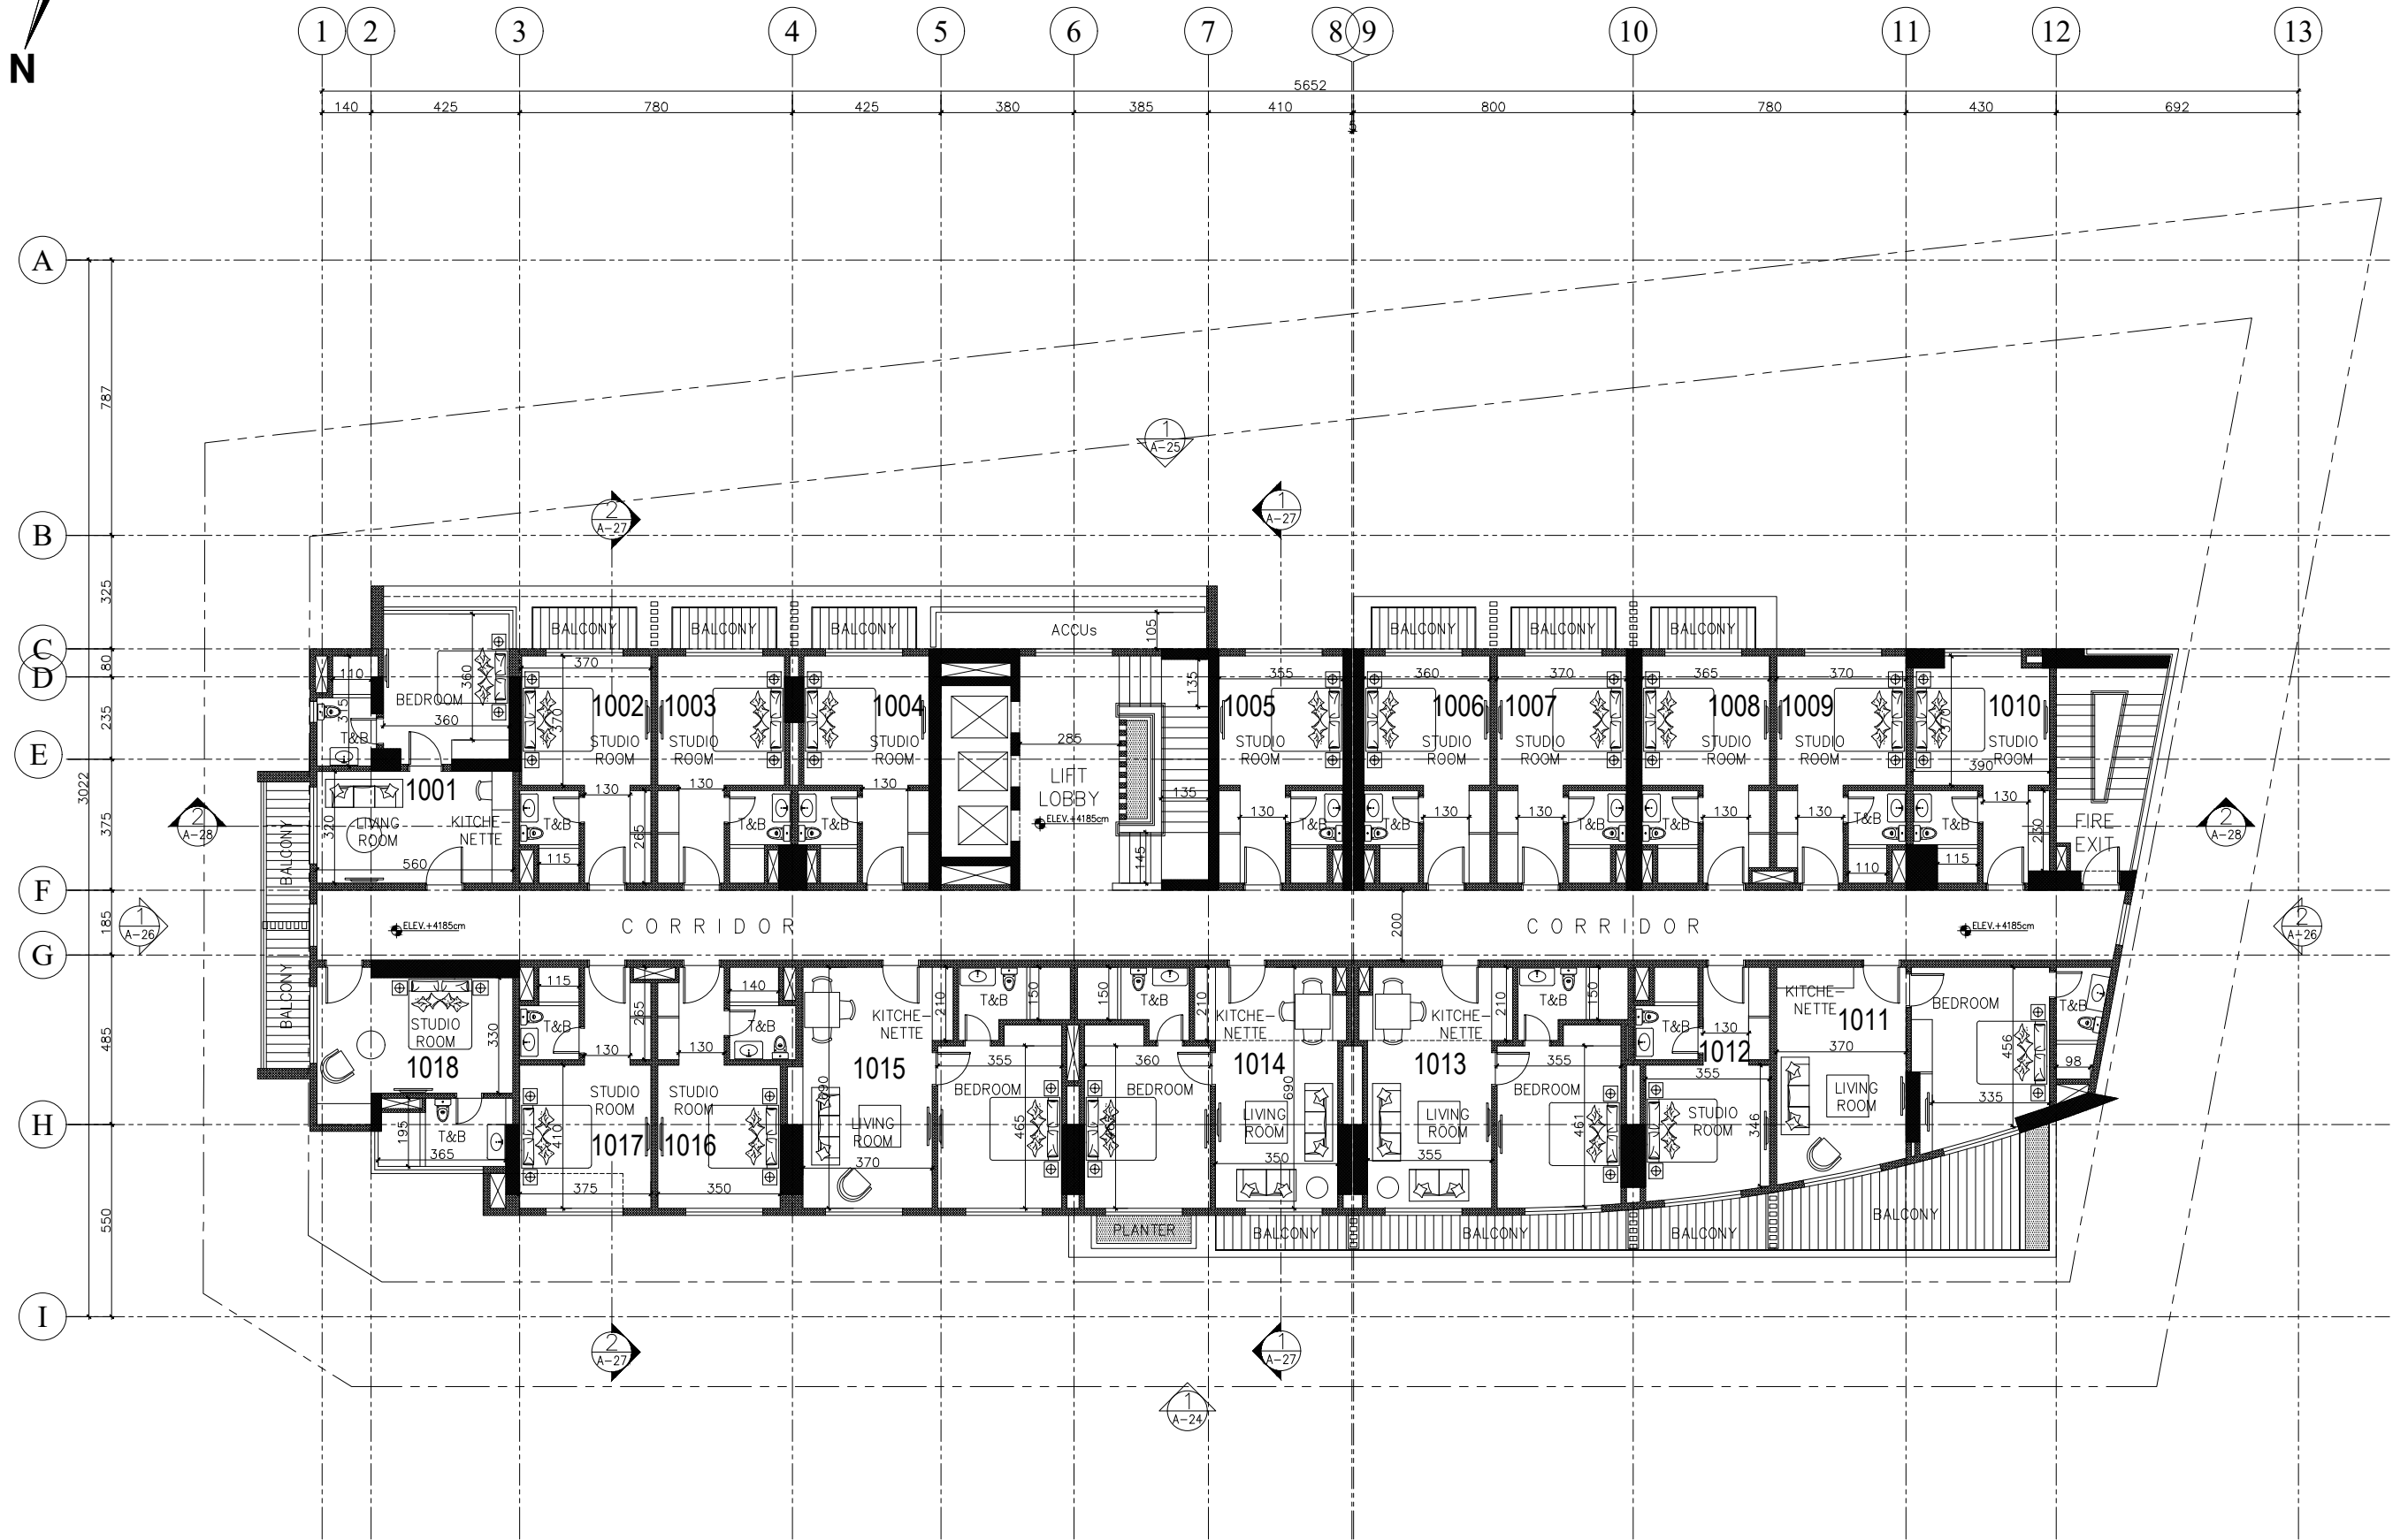 N
1 2 3 4 5 6 7 8 9 10 11 12 13
5652
140 425 780 425 380 385 410 5 800 780 430 692
A
B
C
D
E
F
G
H
I
3022
787
325
80
235
375
185
485
550
1
A-25
2
A-27
1
A-27
BALCONY BALCONY BALCONY ACCUs 105 BALCONY BALCONY BALCONY
110 360 370 135 355 360 370 365 370
BEDROOM
360
315
T&B
1002 1003 1004 1005 1006 1007 1008 1009 1010
370 370
STUDIO
ROOM
STUDIO
ROOM
STUDIO
ROOM
STUDIO
ROOM
STUDIO
ROOM
STUDIO
ROOM
STUDIO
ROOM
STUDIO
ROOM
STUDIO
ROOM
285
390
LIFT
LOBBY
ELEV.+4185cm
135
145
1001
LIVING
ROOM
KITCHE-
NETTE
320
560
BALCONY
130 130 130 130 130 130 130 130 130
T&B T&B T&B T&B T&B T&B T&B T&B T&B
115 265 110 115 230
FIRE
EXIT
2
A-28
2
A-28
1
A-26
ELEV.+4185cm
CORRIDOR
200
CORRIDOR
ELEV.+4185cm
2
A-26
BALCONY
STUDIO
ROOM
330
1018
195
T&B
365
115
T&B
265
130
STUDIO
ROOM
410
1017
375
140
T&B
130
STUDIO
ROOM
1016
350
KITCHE-
NETTE
210
1015
690
LIVING
ROOM
370
T&B
150
355
BEDROOM
465
150
T&B
360
BEDROOM
210
KITCHE-
NETTE
1014
690
LIVING
ROOM
350
KITCHE-
NETTE
210
1013
LIVING
ROOM
355
T&B
150
355
BEDROOM
461
T&B
130
1012
355
STUDIO
ROOM
346
KITCHE-
NETTE
1011
370
LIVING
ROOM
BEDROOM
456
335
T&B
98
PLANTER
BALCONY
BALCONY
BALCONY
BALCONY
2
A-27
1
A-27
1
A-24